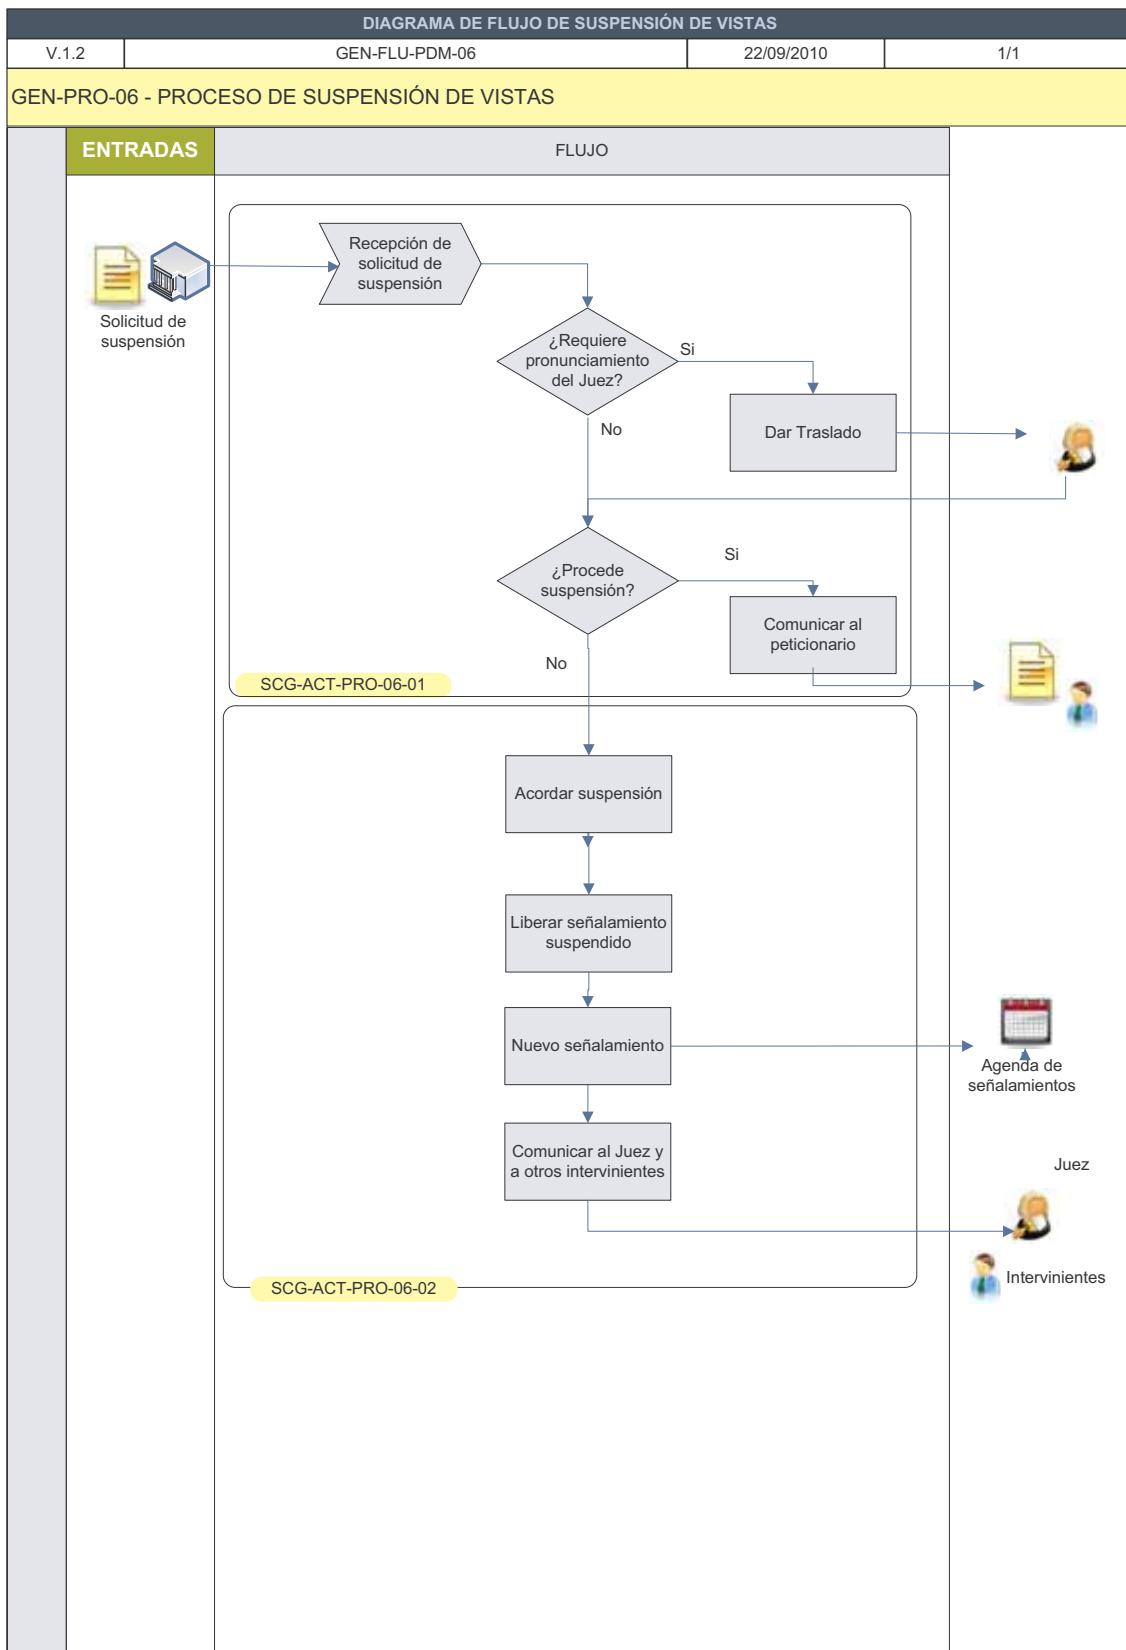 DIAGRAMA DE FLUJO DE SUSPENSIÓN DE VISTAS
V.1.2 GEN-FLU-PDM-06 22/09/2010 1/1
GEN-PRO-06 - PROCESO DE SUSPENSIÓN DE VISTAS
ENTRADAS FLUJO
Recepción de
solicitud de
suspensión
Solicitud de
suspensión
¿Requiere
pronunciamiento
del Juez?
Si
No
Dar Traslado
¿Procede
suspensión?
Si
No
Comunicar al
peticionario
SCG-ACT-PRO-06-01
Acordar suspensión
Liberar señalamiento
suspendido
Nuevo señalamiento
Agenda de
señalamientos
Comunicar al Juez y
a otros intervinientes
Juez
Intervinientes
SCG-ACT-PRO-06-02